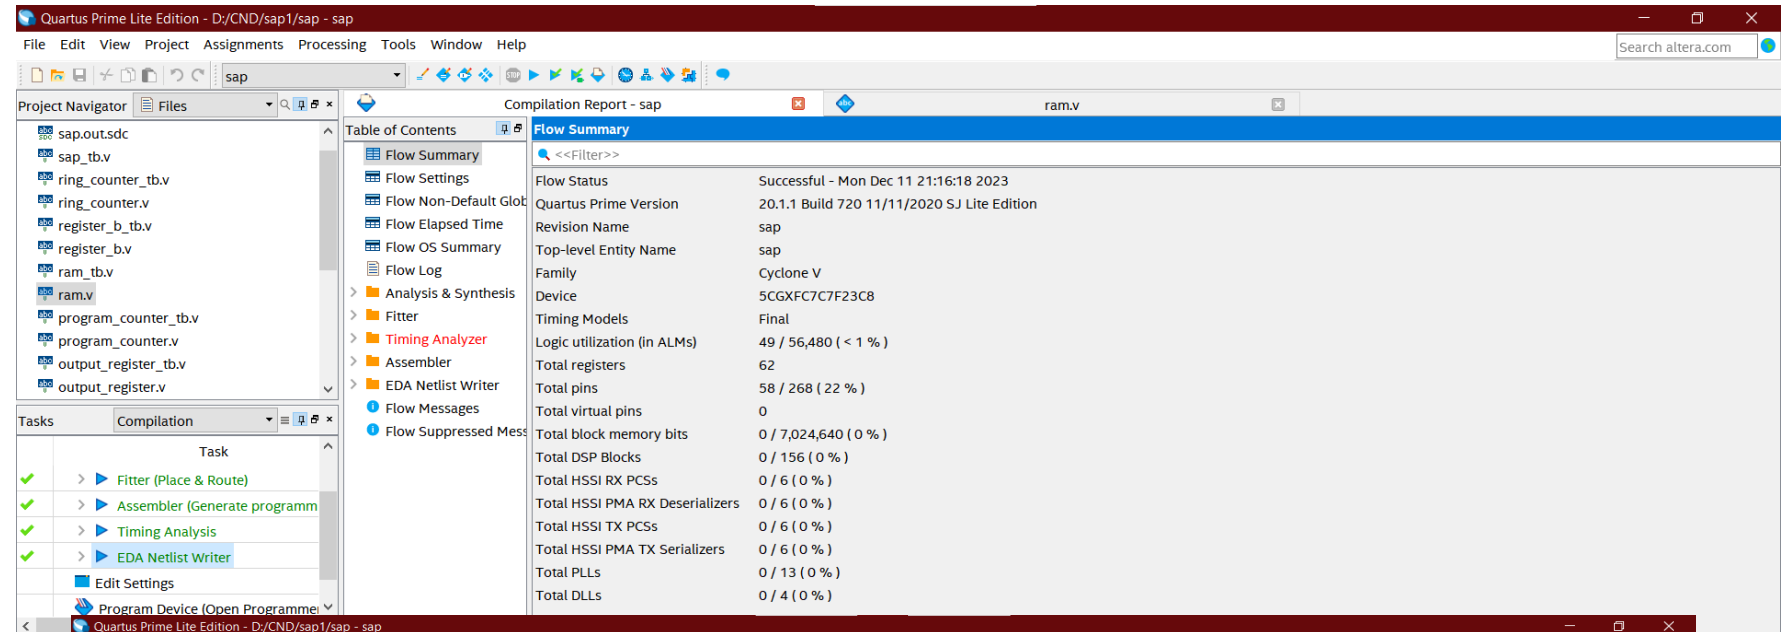 Quartus Prime Lite Edition - D:/CND/sap1/sap - sap
File Edit View Project Assignments Processing Tools Window Help
Search altera.com
sap
Project Navigator Files
sap.out.sdc
sap_tb.v
ring_counter_tb.v
ring_counter.v
register_b_tb.v
register_b.v
ram_tb.v
ram.v
program_counter_tb.v
program_counter.v
output_register_tb.v
output_register.v
Tasks Compilation
Task
Fitter (Place & Route)
Assembler (Generate programm
Timing Analysis
EDA Netlist Writer
Edit Settings
Program Device (Open Programmer
Compilation Report - sap
ram.v
Table of Contents
Flow Summary
Flow Settings
Flow Non-Default Glob
Flow Elapsed Time
Flow OS Summary
Flow Log
Analysis & Synthesis
Fitter
Timing Analyzer
Assembler
EDA Netlist Writer
Flow Messages
Flow Suppressed Mess
Flow Summary
<<Filter>>
Flow Status Successful - Mon Dec 11 21:16:18 2023
Quartus Prime Version 20.1.1 Build 720 11/11/2020 SJ Lite Edition
Revision Name sap
Top-level Entity Name sap
Family Cyclone V
Device 5CGXFC7C7F23C8
Timing Models Final
Logic utilization (in ALMs) 49 / 56,480 ( < 1 % )
Total registers 62
Total pins 58 / 268 ( 22 % )
Total virtual pins 0
Total block memory bits 0 / 7,024,640 ( 0 % )
Total DSP Blocks 0 / 156 ( 0 % )
Total HSSI RX PCSs 0 / 6 ( 0 % )
Total HSSI PMA RX Deserializers 0 / 6 ( 0 % )
Total HSSI TX PCSs 0 / 6 ( 0 % )
Total HSSI PMA TX Serializers 0 / 6 ( 0 % )
Total PLLs 0 / 13 ( 0 % )
Total DLLs 0 / 4 ( 0 % )
Quartus Prime Lite Edition - D:/CND/sap1/sap - sap